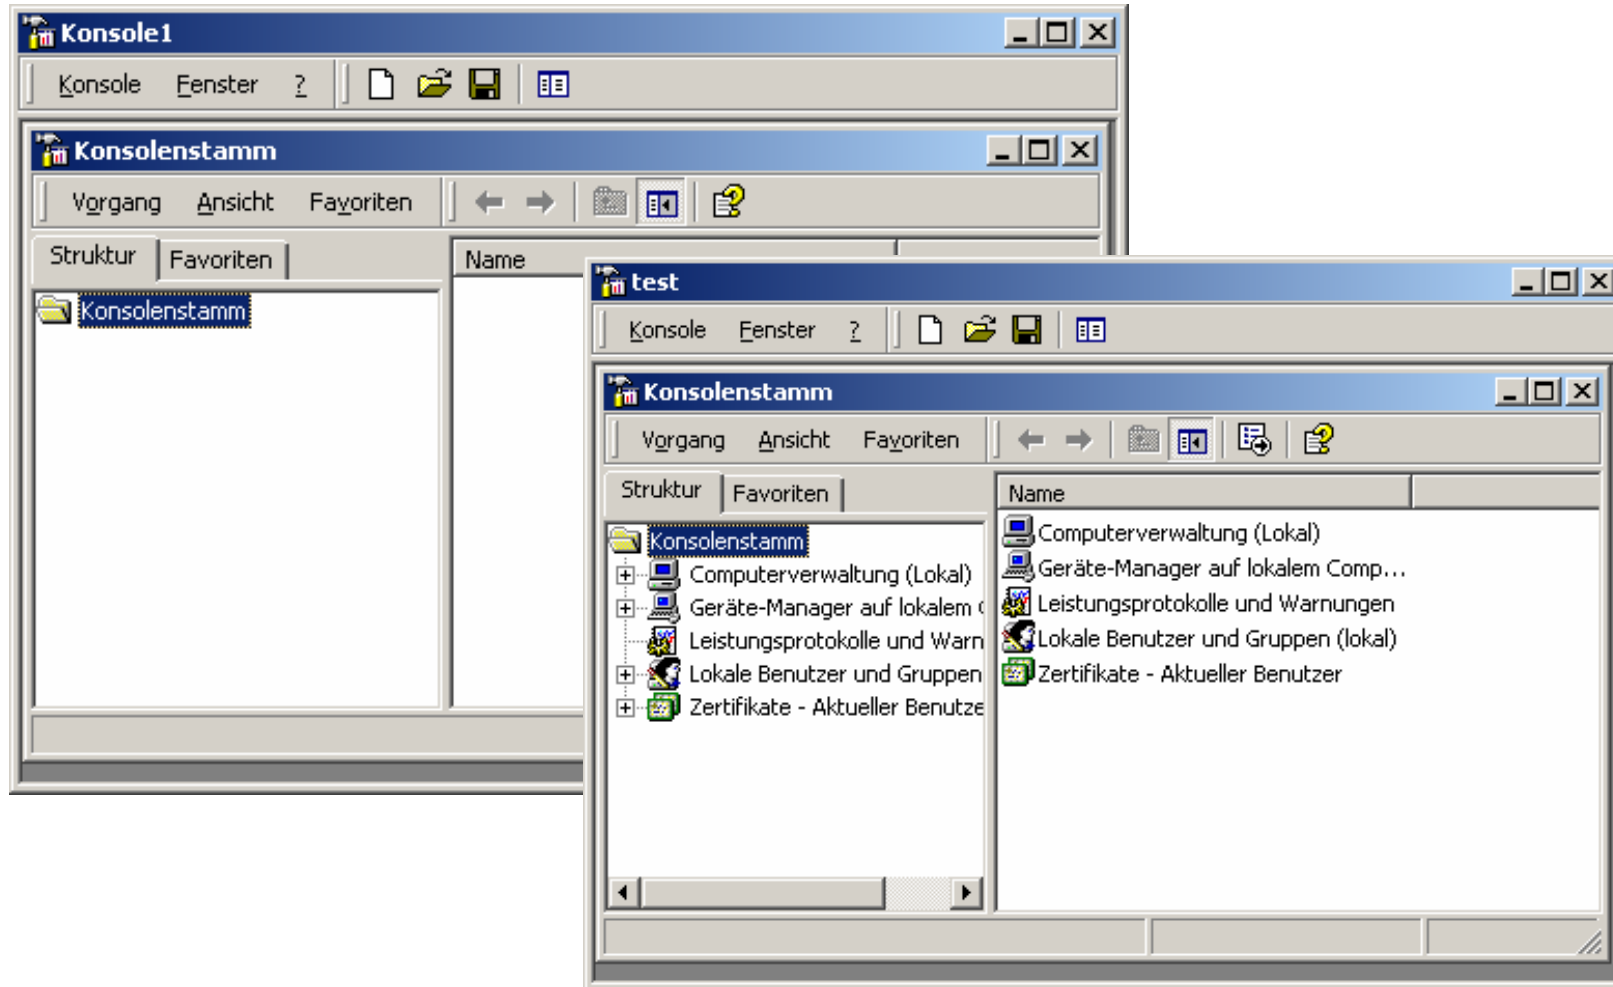 Konsole1
Konsole Fenster ?
Konsolenstamm
Vorgang Ansicht Favoriten
Struktur Favoriten
Name
Konsolenstamm
test
Konsole Fenster ?
Konsolenstamm
Vorgang Ansicht Favoriten
Struktur Favoriten
Name
Konsolenstamm
Computerverwaltung (Lokal)
Geräte-Manager auf lokalem
Leistungsprotokolle und Warn
Lokale Benutzer und Gruppen
Zertifikate - Aktueller Benutze
Computerverwaltung (Lokal)
Geräte-Manager auf lokalem Comp...
Leistungsprotokolle und Warnungen
Lokale Benutzer und Gruppen (lokal)
Zertifikate - Aktueller Benutzer